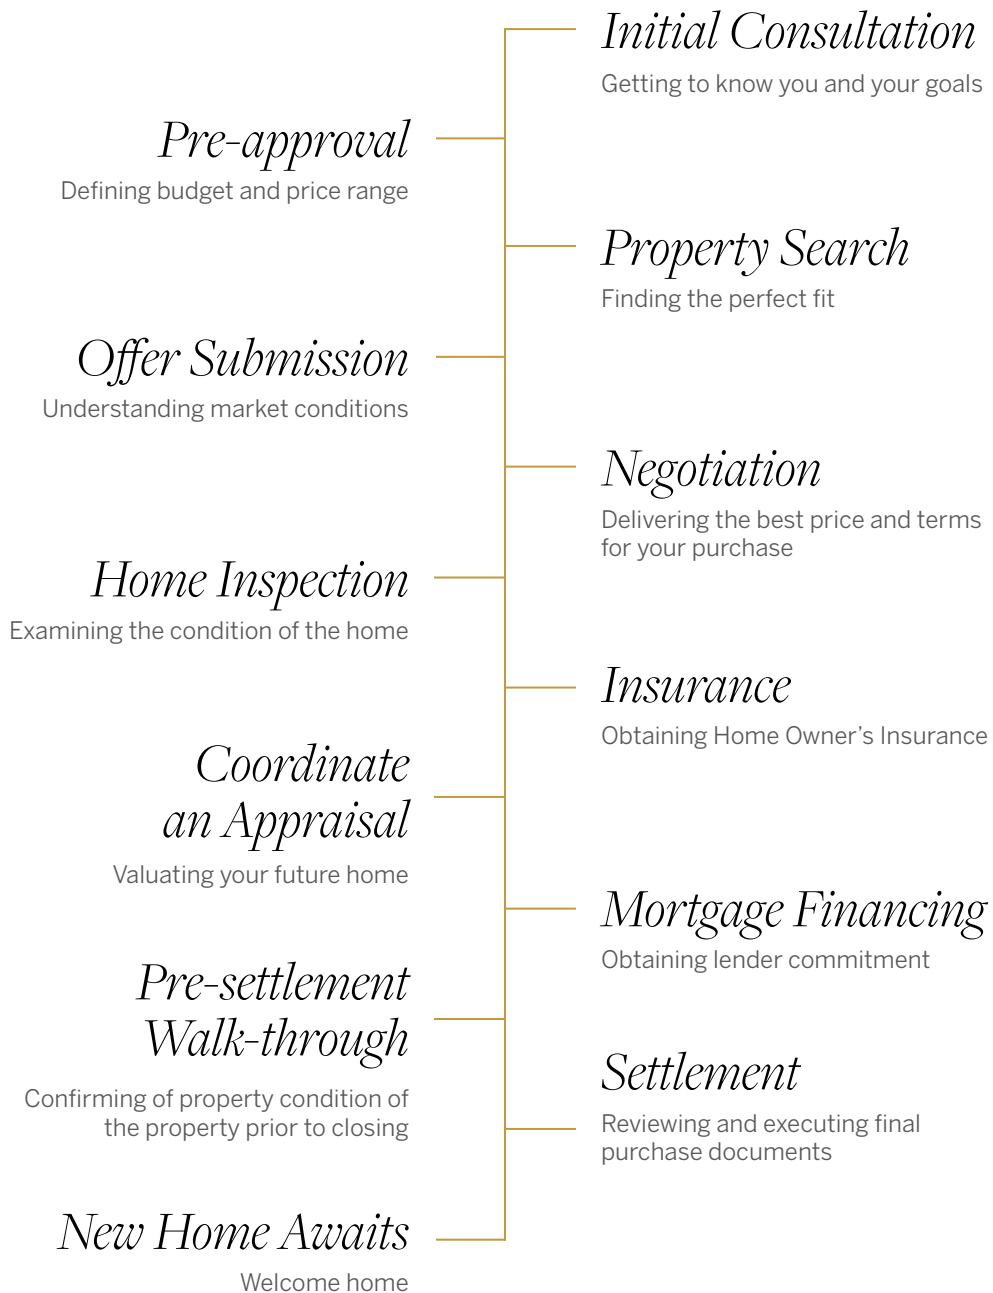 Initial Consultation
Getting to know you and your goals
Pre-approval
Defining budget and price range
Property Search
Finding the perfect fit
Offer Submission
Understanding market conditions
Negotiation
Delivering the best price and terms
for your purchase
Home Inspection
Examining the condition of the home
Insurance
Obtaining Home Owner’s Insurance
Coordinate
an Appraisal
Valuating your future home
Mortgage Financing
Obtaining lender commitment
Pre-settlement
Walk-through
Confirming of property condition of
the property prior to closing
Settlement
Reviewing and executing final
purchase documents
New Home Awaits
Welcome home